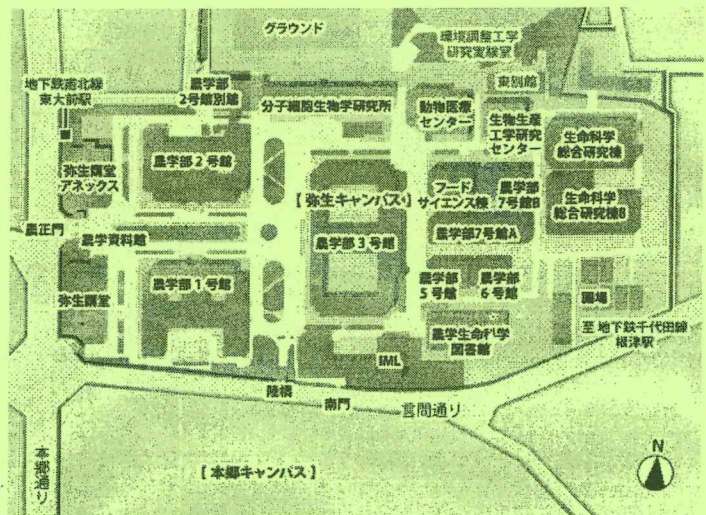 グラウンド
環境調整工学
研究実験室
地下鉄南北線
東大前駅
農学部
2号館別館
東別館
分子細胞生物学研究所
動物医療
センター
生物生産
工学研究
センター
生命科学
総合研究棟
弥生講堂
アネックス
農学部2号館
【弥生キャンパス】
フード
サイエンス棟
農学部
7号館B
生命科学
総合研究棟B
農正門
農学資料館
農学部3号館
農学部7号館A
弥生講堂
農学部1号館
農学部
5号館
農学部
6号館
圃場
農学生命科学
図書館
至 地下鉄千代田線
根津駅
IML
陸橋
南門
言問通り
本郷通り
【本郷キャンパス】
N